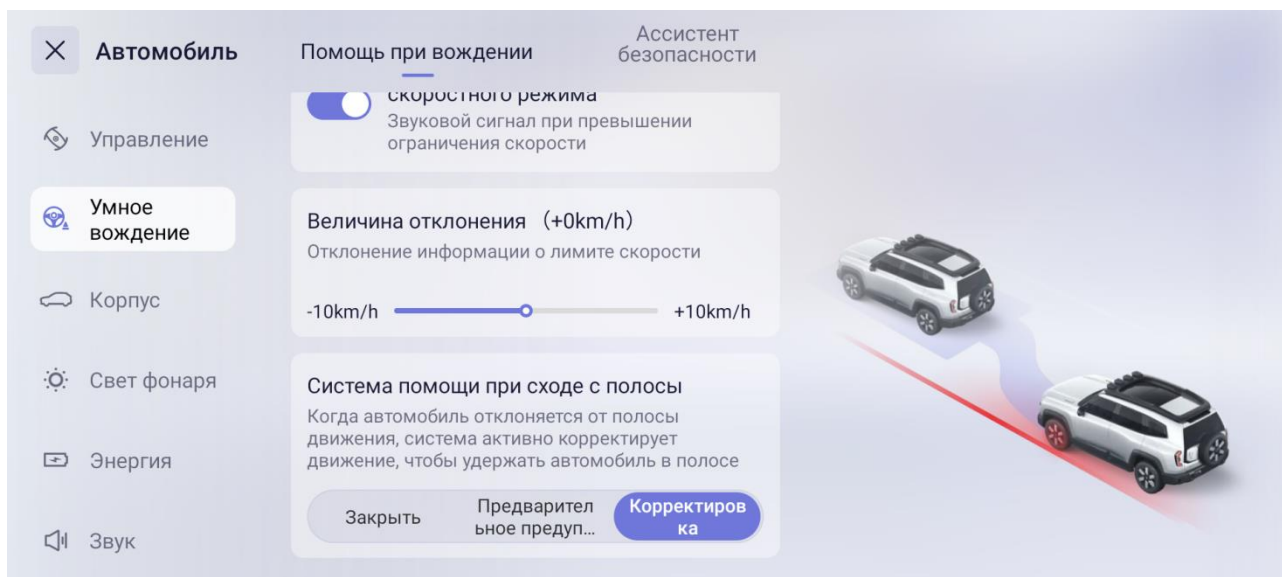 Автомобиль
Помощь при вождении
Ассистент
безопасности
Управление
Умное
вождение
Корпус
Свет фонаря
Энергия
Звук
скоростного режима
Звуковой сигнал при превышении
ограничения скорости
Величина отклонения （+0km/h）
Отклонение информации о лимите скорости
-10km/h +10km/h
Система помощи при сходе с полосы
Когда автомобиль отклоняется от полосы
движения, система активно корректирует
движение, чтобы удержать автомобиль в полосе
Закрыть
Предварител
ьное предуп...
Корректиров
ка